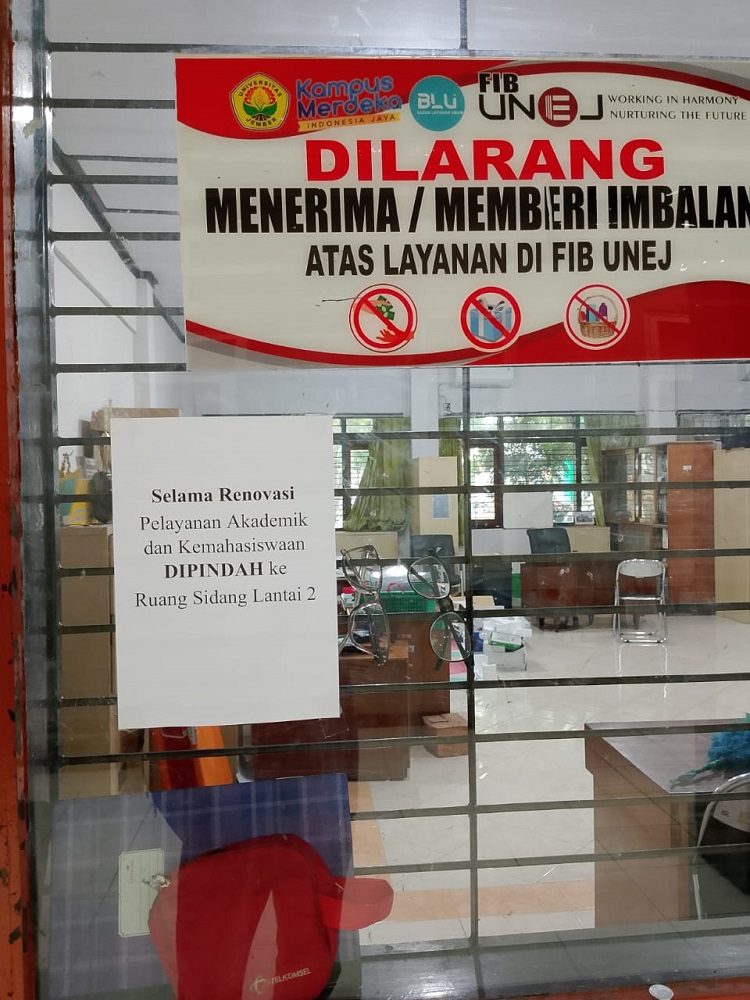 UNIVERSITAS
JEMBER
Kampus
Merdeka
INDONESIA JAYA
BLU
FIB
UNEJ
WORKING IN HARMONY
NURTURING THE FUTURE
DILARANG
MENERIMA / MEMBERI IMBALAN
ATAS LAYANAN DI FIB UNEJ
Selama Renovasi
Pelayanan Akademik
dan Kemahasiswaan
DIPINDAH ke
Ruang Sidang Lantai 2
TELKOMSEL